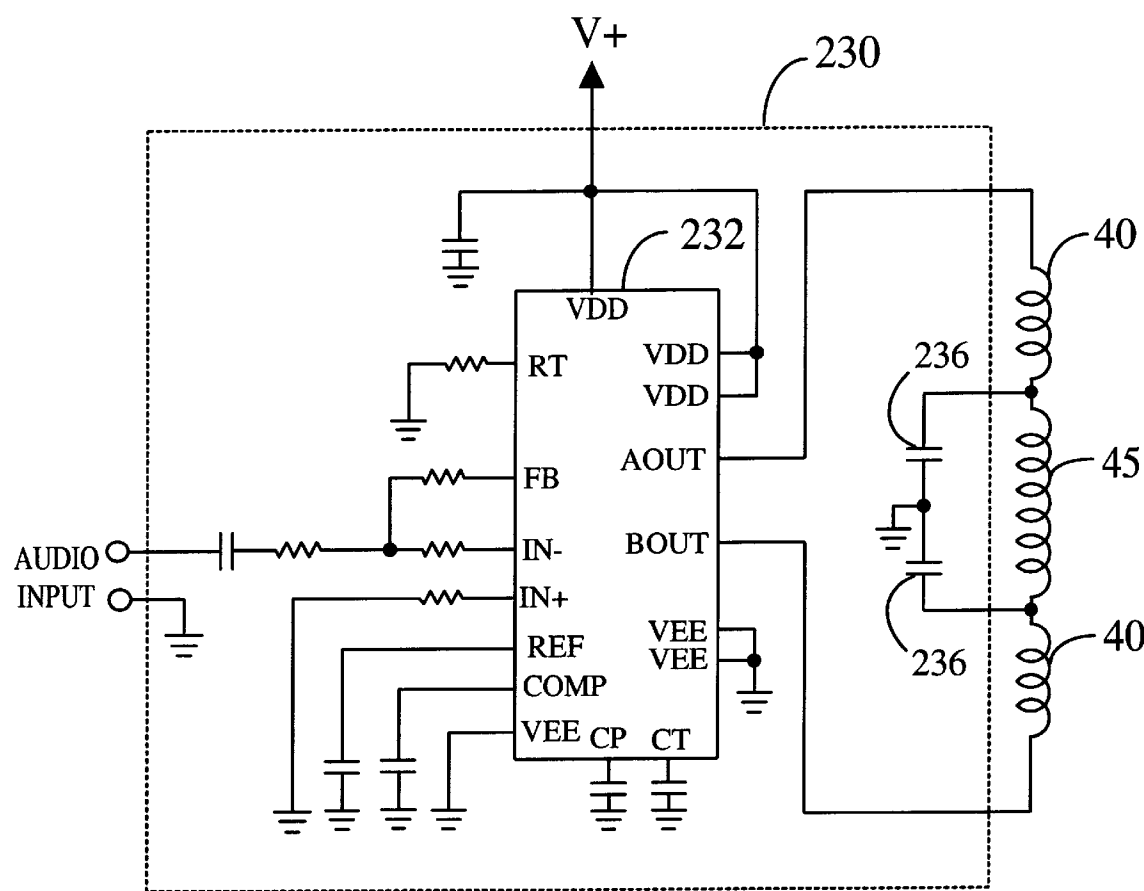 V+
230
232
40
VDD
VDD
RT
VDD
236
FB
AOUT
45
AUDIO
IN-
BOUT
INPUT
IN+
REF
VEE
VEE
236
40
COMP
VEE
CP
CT